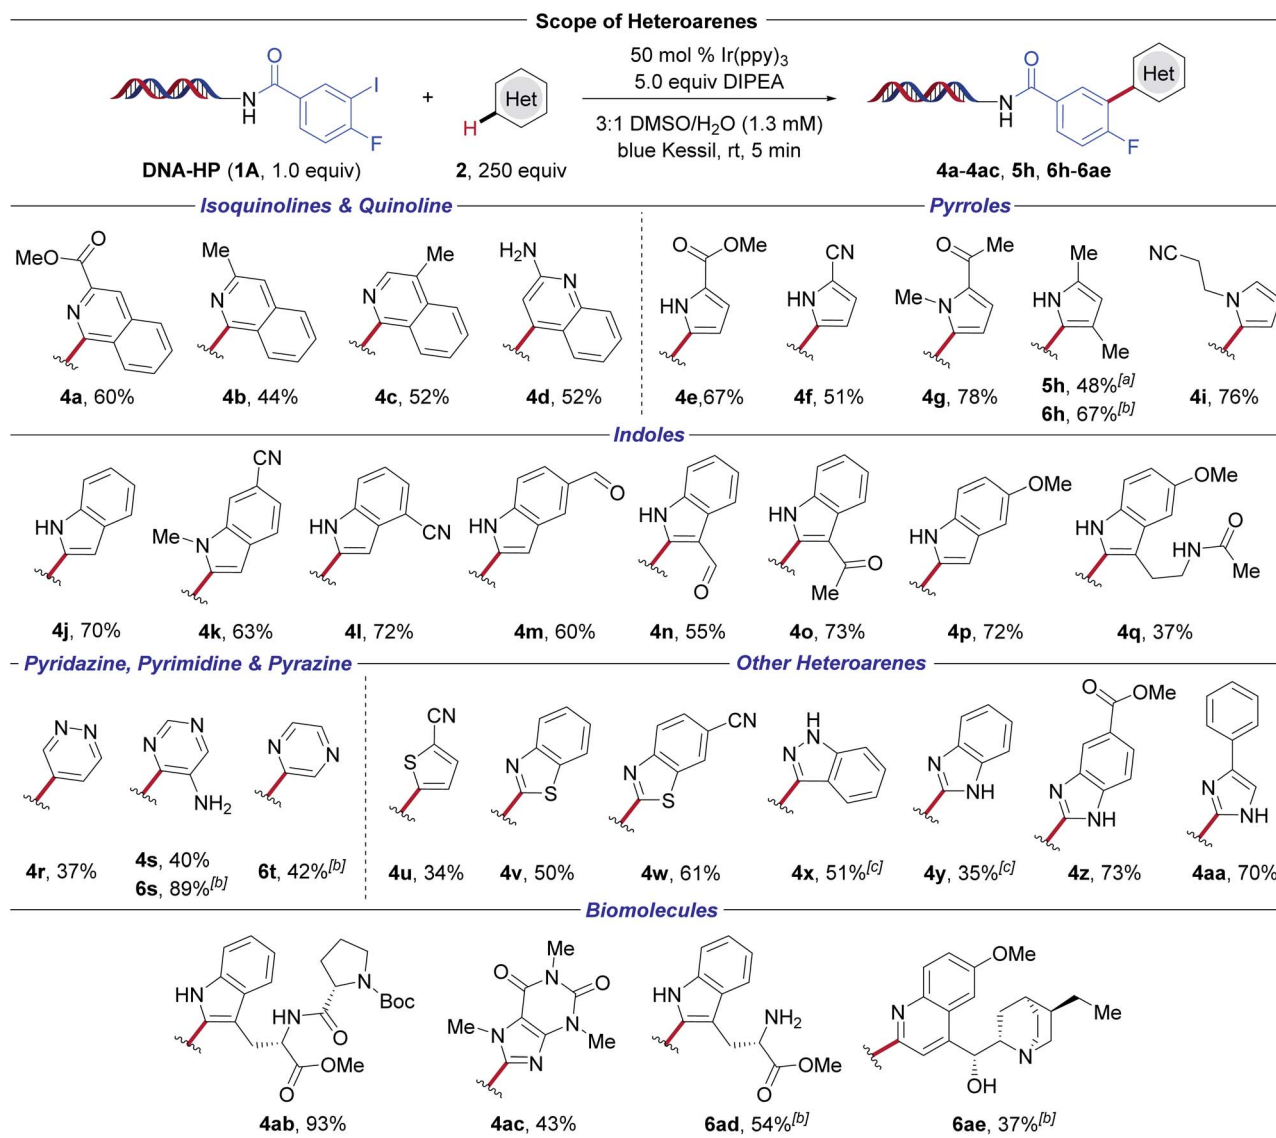 Scope of Heteroarenes
O
N
H
I
F
DNA-HP (1A, 1.0 equiv)
+
Het
H
2, 250 equiv
50 mol % Ir(ppy)3
5.0 equiv DIPEA
3:1 DMSO/H2O (1.3 mM)
blue Kessil, rt, 5 min
O
N
H
Het
F
4a-4ac, 5h, 6h-6ae
Isoquinolines & Quinoline
MeO
O
N
4a, 60%
Me
N
4b, 44%
Me
N
4c, 52%
H2N
N
4d, 52%
Pyrroles
O
OMe
HN
4e,67%
CN
HN
4f, 51%
O
Me
Me
N
4g, 78%
Me
HN
Me
5h, 48%[a]
6h, 67%[b]
NC
N
4i, 76%
Indoles
HN
4j, 70%
CN
Me
N
4k, 63%
HN
CN
4l, 72%
HN
O
4m, 60%
HN
O
4n, 55%
HN
O
Me
4o, 73%
OMe
HN
4p, 72%
OMe
HN
HN
O
Me
4q, 37%
Pyridazine, Pyrimidine & Pyrazine
N
N
4r, 37%
N
N
NH2
4s, 40%
6s, 89%[b]
N
N
6t, 42%[b]
Other Heteroarenes
CN
S
4u, 34%
N
S
4v, 50%
CN
N
S
4w, 61%
H
N
N
4x, 51%[c]
N
NH
4y, 35%[c]
O
OMe
N
NH
4z, 73%
N
NH
4aa, 70%
Biomolecules
HN
HN
O
N
Boc
OMe
O
4ab, 93%
Me
O
N
O
Me
N
N
Me
N
4ac, 43%
HN
NH2
OMe
O
6ad, 54%[b]
OMe
N
OH
N
Me
6ae, 37%[b]